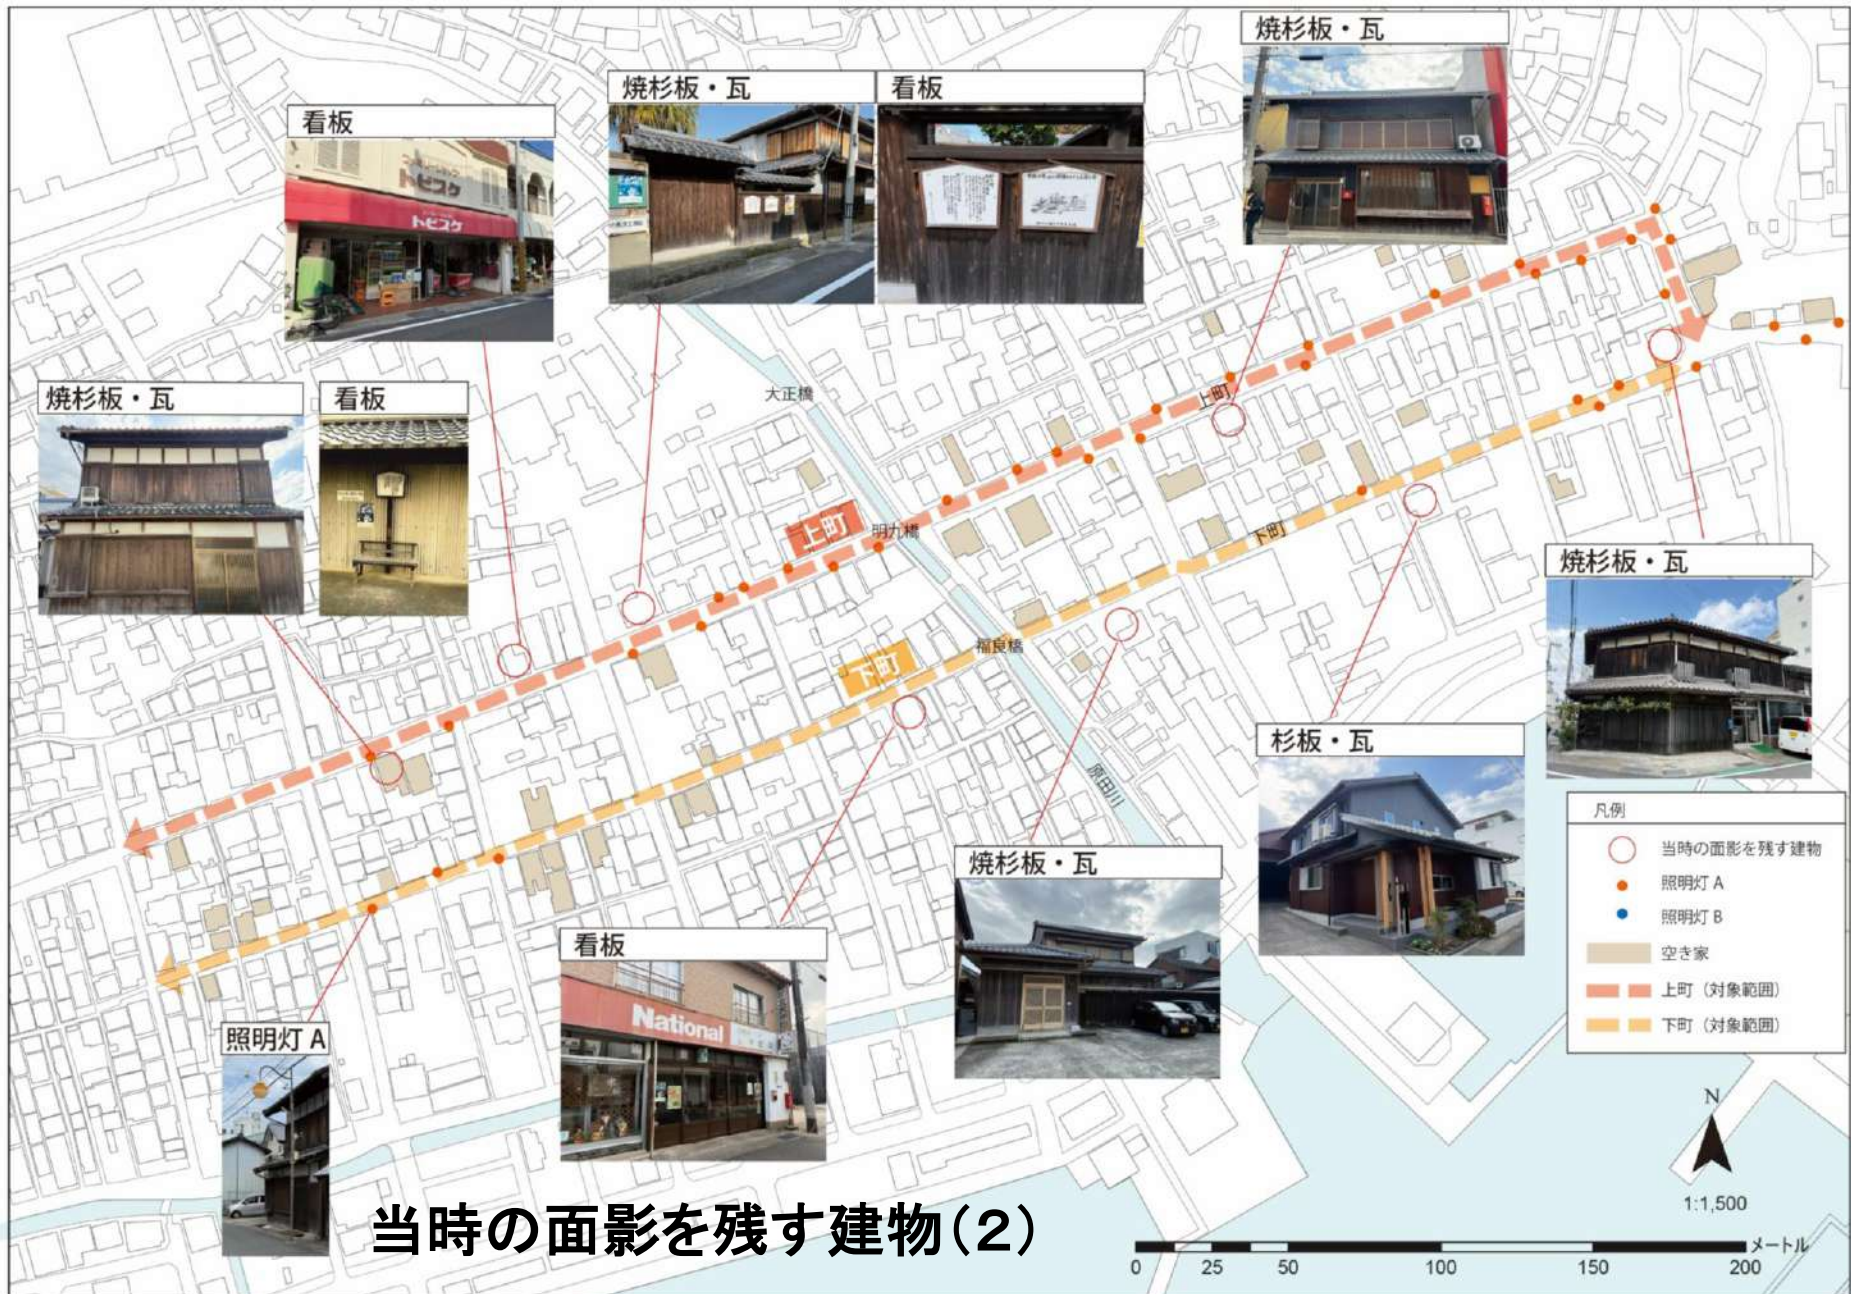 焼杉板・瓦
焼杉板・瓦
看板
看板
トビスケ
トビスケ
焼杉板・瓦
看板
大正橋
上町
上町
明九橋
下町
焼杉板・瓦
福良橋
下町
杉板・瓦
原田川
凡例
当時の面影を残す建物
照明灯 A
照明灯 B
空き家
上町（対象範囲）
下町（対象範囲）
焼杉板・瓦
看板
National
照明灯 A
N
1:1,500
当時の面影を残す建物(２)
メートル
0 25 50 100 150 200